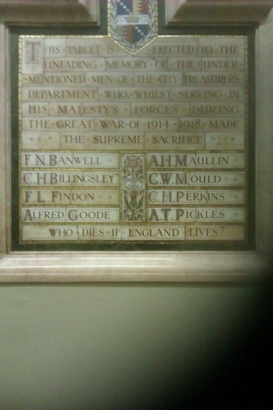 THIS TABLET IS ERECTED TO THE
UNFADING MEMORY OF THE UNDER-
MENTIONED MEN OF THE CITY TREASURER'S
DEPARTMENT WHO WHILST SERVING IN
HIS MAJESTY'S FORCES DURING
THE GREAT WAR OF 1914-1918 MADE
THE SUPREME SACRIFICE
F.N BANWELL
C.H BILLINGSLEY
F.L. FINDON
ALFRED GOODE
A.H.MAULLIN
C.W MOULD
C.H.PERKINS
A.T.PICKLES
WHO DIES IF ENGLAND LIVES?